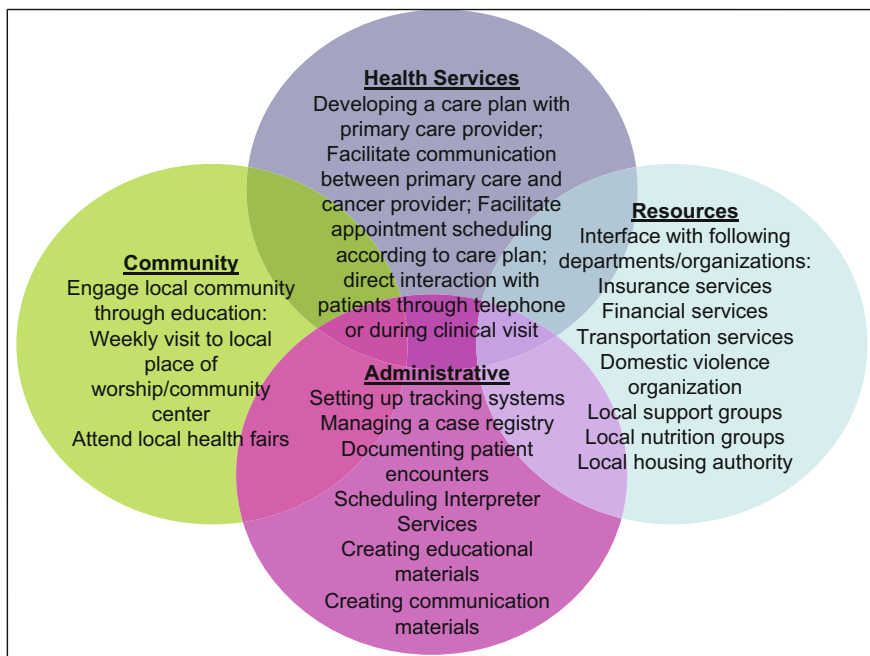 Health Services
Developing a care plan with
primary care provider;
Facilitate communication
between primary care and
cancer provider; Facilitate
appointment scheduling
according to care plan;
direct interaction with
patients through telephone
or during clinical visit
Community
Engage local community
through education:
Weekly visit to local
place of
worship/community
center
Attend local health fairs
Resources
Interface with following
departments/organizations:
Insurance services
Financial services
Transportation services
Domestic violence
organization
Local support groups
Local nutrition groups
Local housing authority
Administrative
Setting up tracking systems
Managing a case registry
Documenting patient
encounters
Scheduling Interpreter
Services
Creating educational
materials
Creating communication
materials